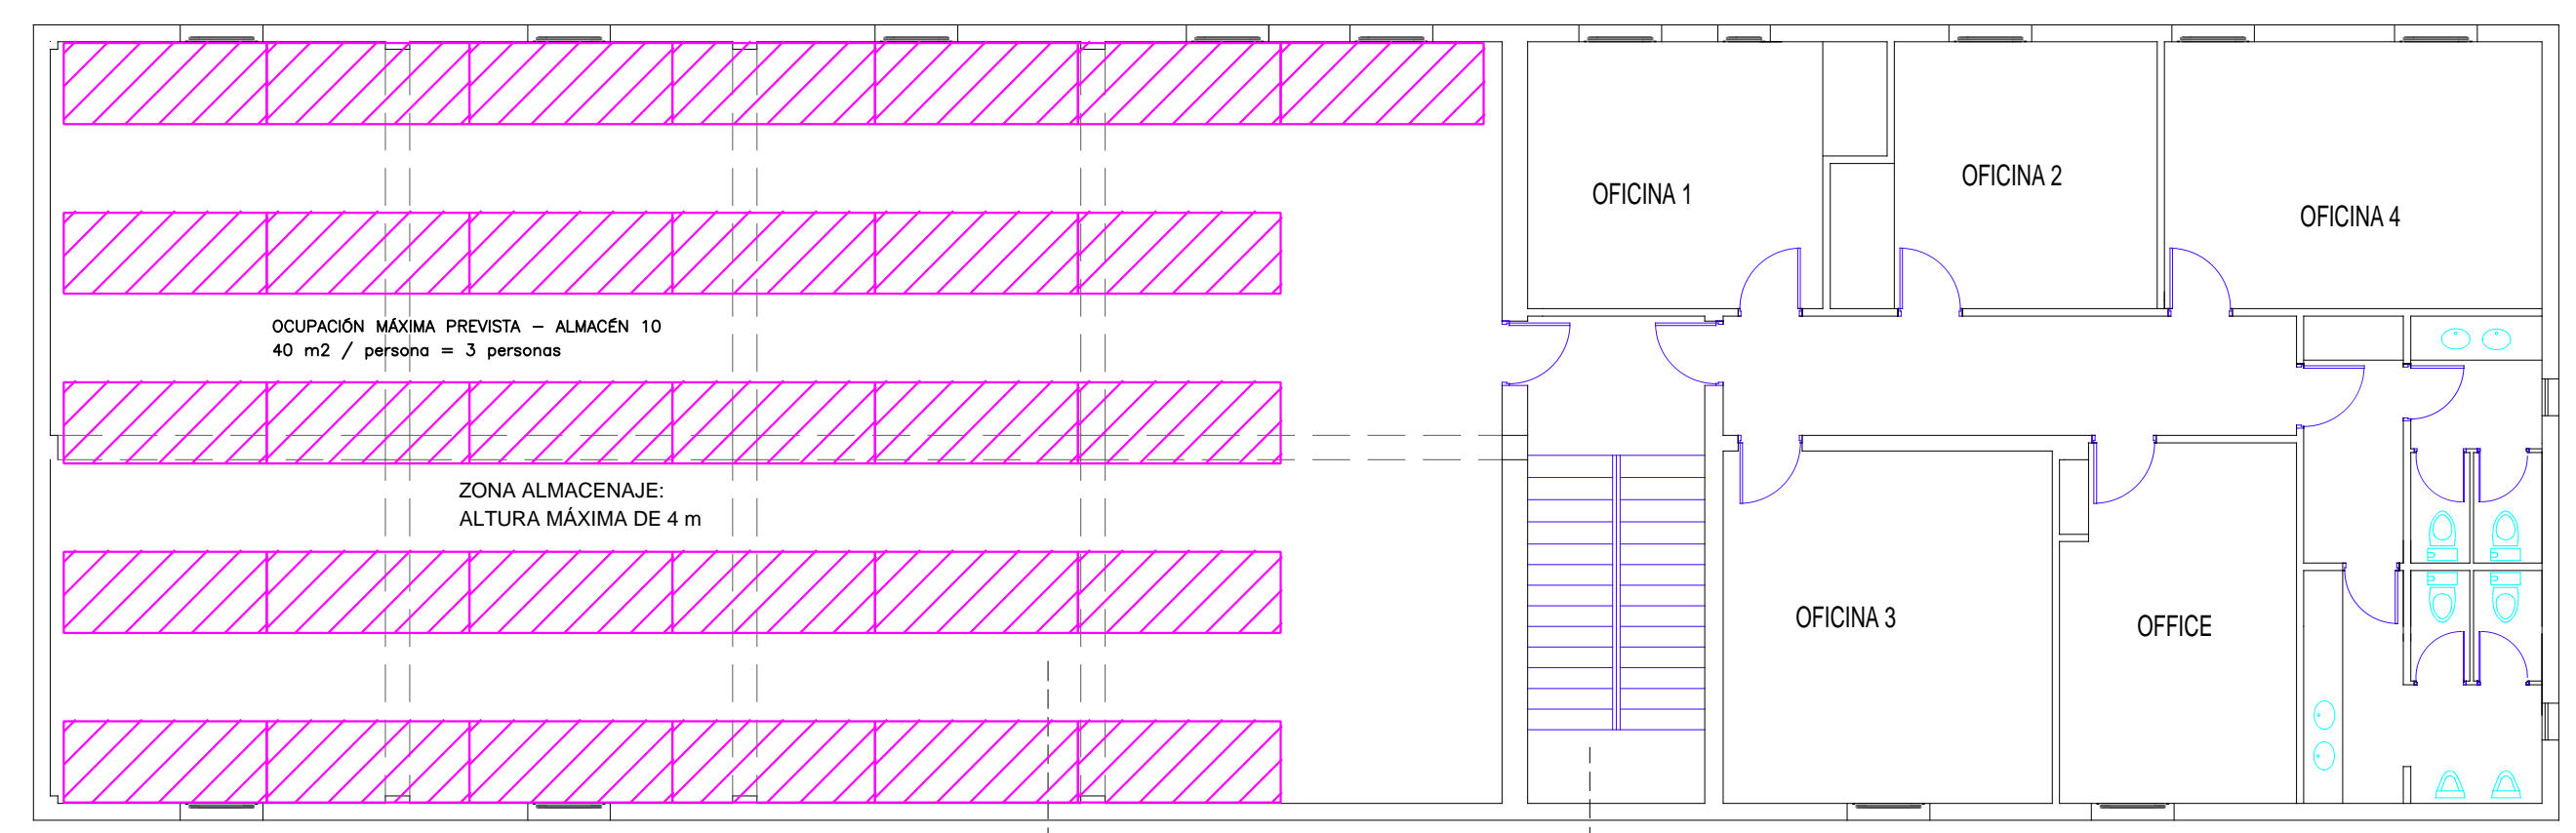 OFICINA 1
OFICINA 2
OFICINA 4
OCUPACIÓN MÁXIMA PREVISTA – ALMACÉN 10
40 m2 / persona = 3 personas
ZONA ALMACENAJE:
ALTURA MÁXIMA DE 4 m
OFICINA 3
OFFICE